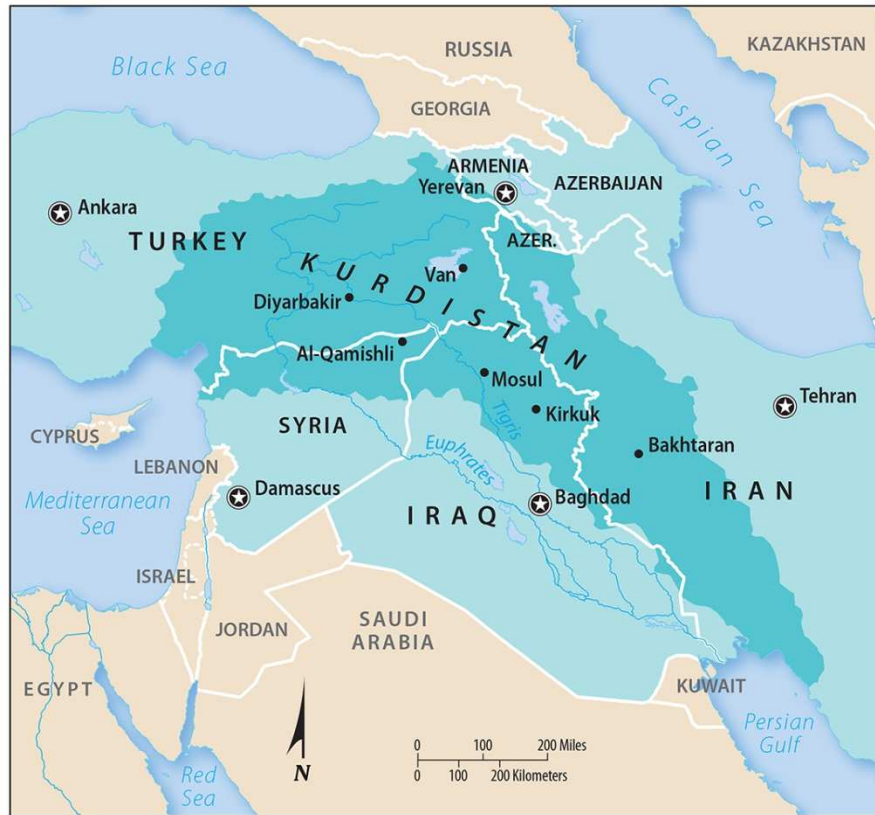 RUSSIA
KAZAKHSTAN
Black Sea
GEORGIA
Caspian Sea
ARMENIA
Yerevan
AZERBAIJAN
Ankara
TURKEY
AZER.
KURDISTAN
Van
Diyarbakir
Al-Qamishli
Mosul
Tehran
Kirkuk
Tigris
CYPRUS
SYRIA
Bakhtaran
Euphrates
LEBANON
Damascus
Baghdad
IRAN
Mediterranean
Sea
IRAQ
ISRAEL
JORDAN
SAUDI
ARABIA
EGYPT
KUWAIT
Persian
Gulf
Red
Sea
N
0 100 200 Miles
0 100 200 Kilometers